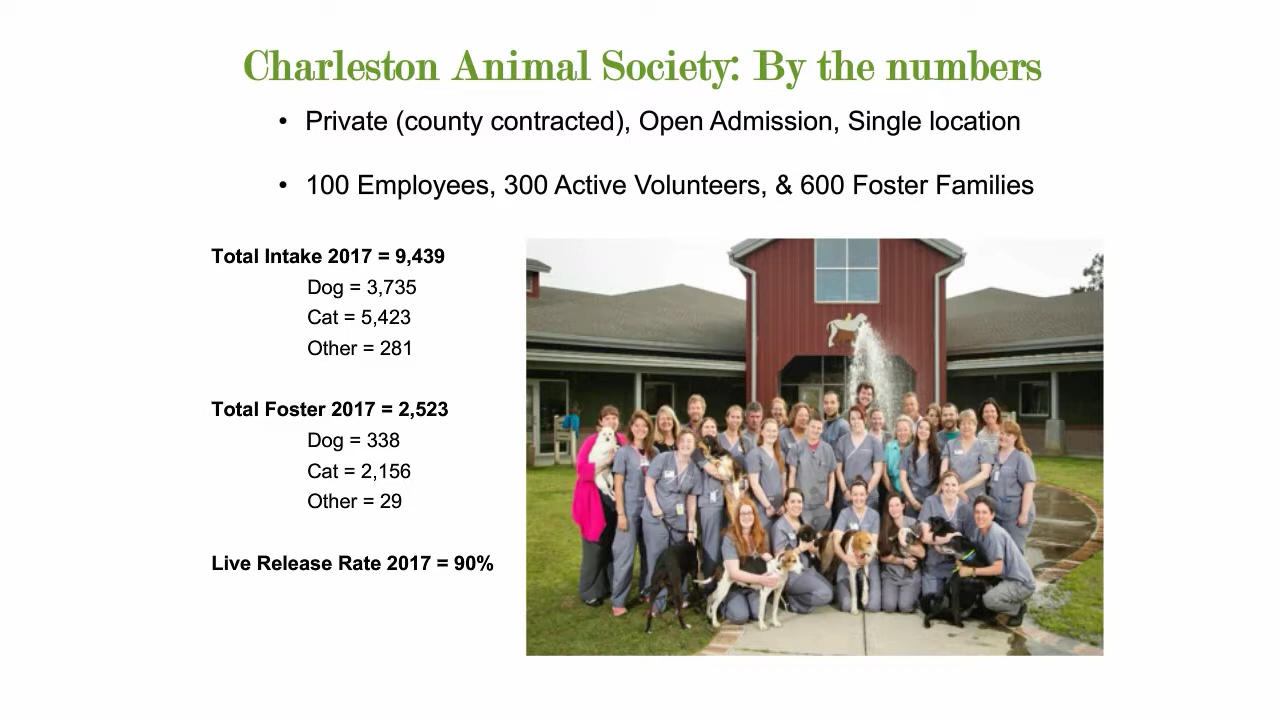 Charleston Animal Society: By the numbers
• Private (county contracted), Open Admission, Single location
• 100 Employees, 300 Active Volunteers, & 600 Foster Families
Total Intake 2017 = 9,439
Dog = 3,735
Cat = 5,423
Other = 281
Total Foster 2017 = 2,523
Dog = 338
Cat = 2,156
Other = 29
Live Release Rate 2017 = 90%